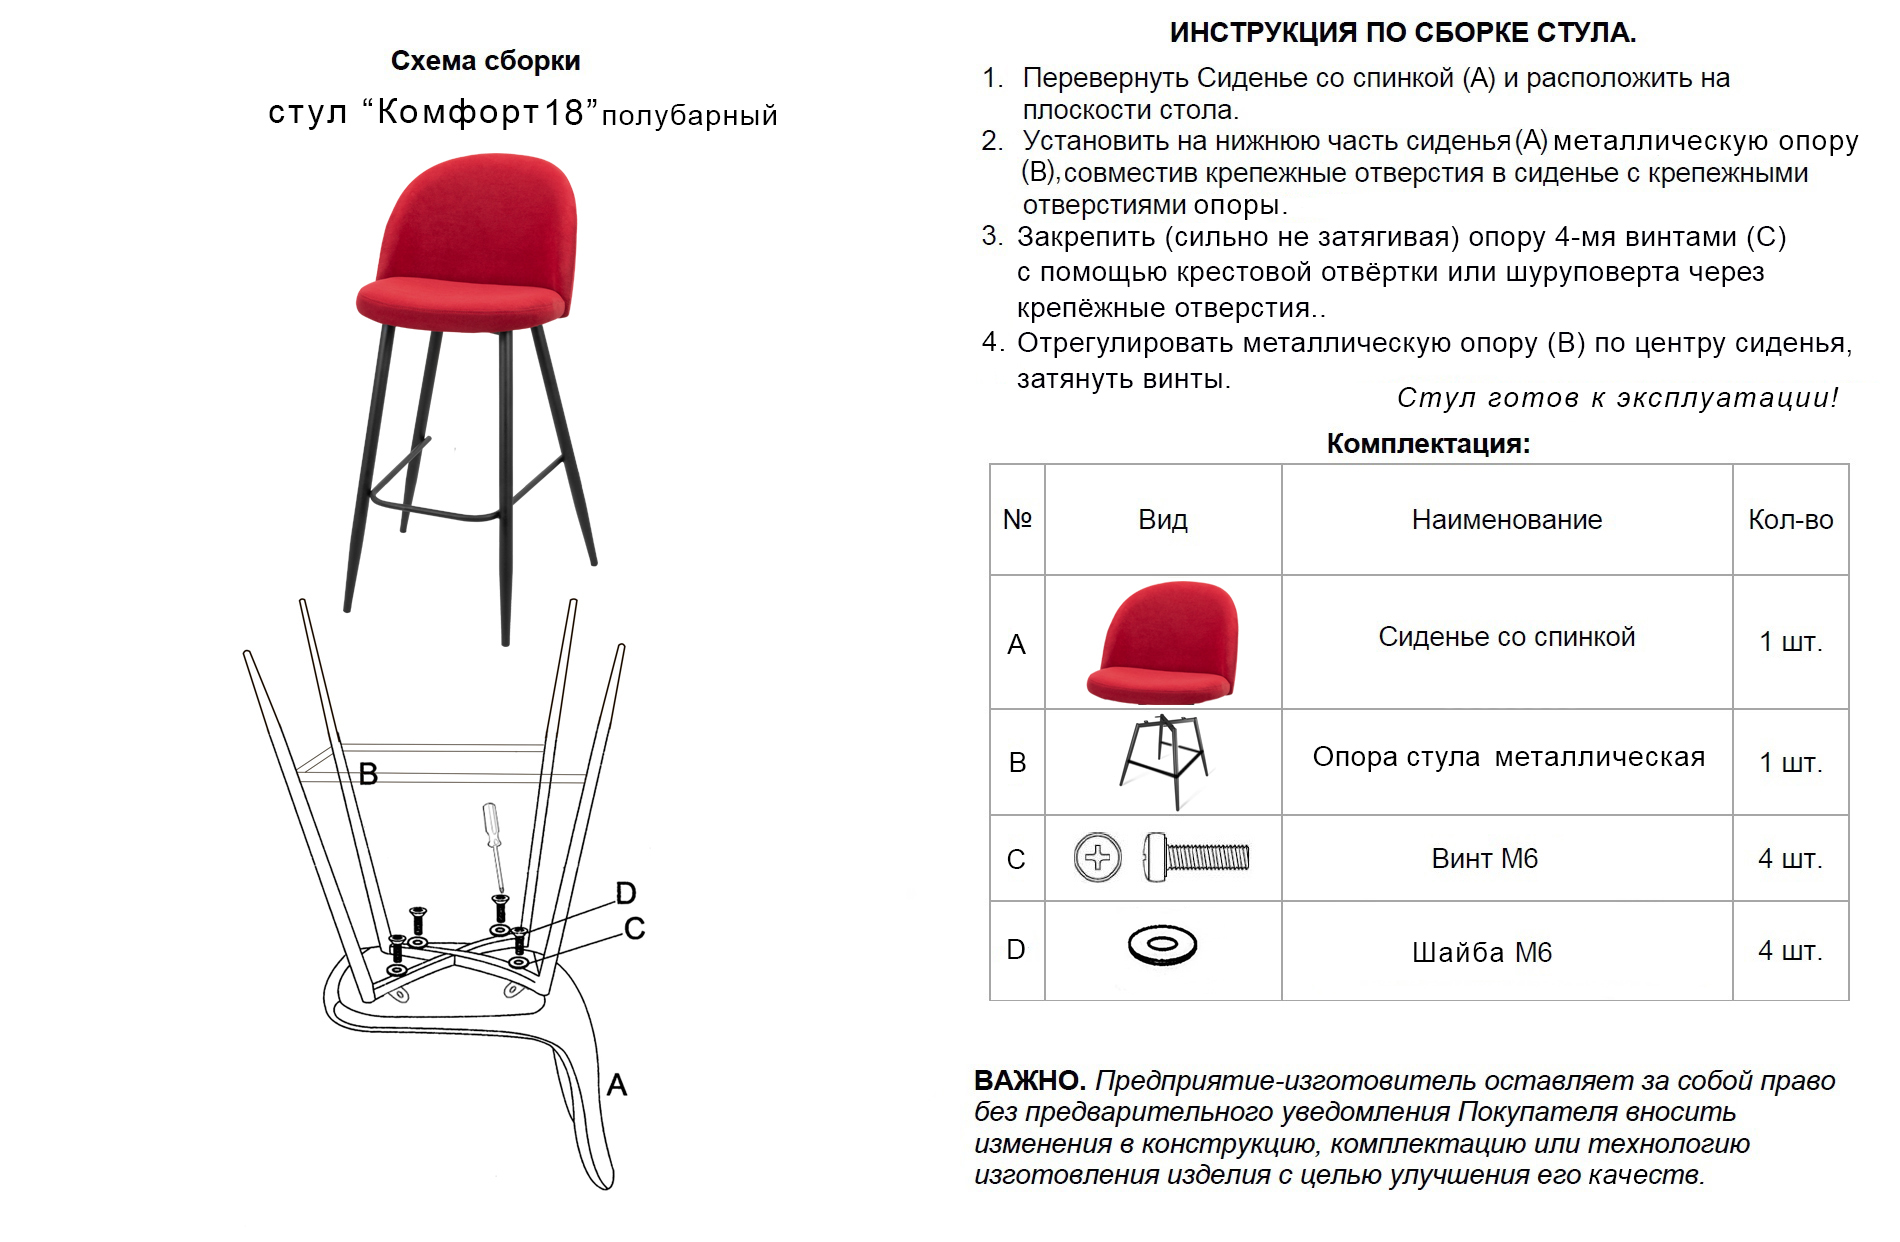 Схема сборки
стул “Комфорт18” полубарный
B
D
C
A
ИНСТРУКЦИЯ ПО СБОРКЕ СТУЛА.
1. Перевернуть Сиденье со спинкой (А) и расположить на
плоскости стола.
2. Установить на нижнюю часть сиденья(А) металлическую опору
(В),совместив крепежные отверстия в сиденье с крепежными
отверстиями опоры.
3. Закрепить (сильно не затягивая) опору 4-мя винтами (С)
с помощью крестовой отвёртки или шуруповерта через
крепёжные отверстия..
4. Отрегулировать металлическую опору (В) по центру сиденья,
затянуть винты.
Стул готов к эксплуатации!
Комплектация:
№ Вид Наименование Кол-во
A Сиденье со спинкой 1 шт.
B Опора стула металлическая 1 шт.
C Винт М6 4 шт.
D Шайба М6 4 шт.
ВАЖНО. Предприятие-изготовитель оставляет за собой право
без предварительного уведомления Покупателя вносить
изменения в конструкцию, комплектацию или технологию
изготовления изделия с целью улучшения его качеств.